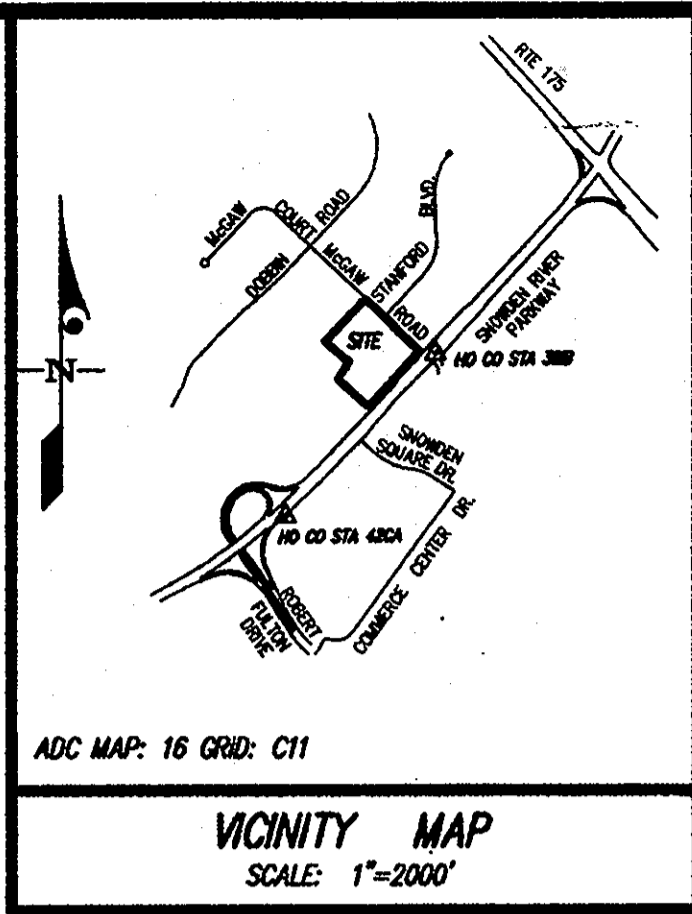 RTE 175
McGAW
COURT ROAD
DOBBIN
McGAW
ROAD
STANFORD
BLVD.
SNOWDEN RIVER
PARKWAY
SITE
HO CO STA
N
SNOWDEN
SQUARE DR.
HO CO STA 42CA
COMMERCE CENTER DR.
ROBERT
FULTON
DRIVE
ADC MAP: 16 GRID: C11
VICINITY MAP
SCALE: 1"=2000'